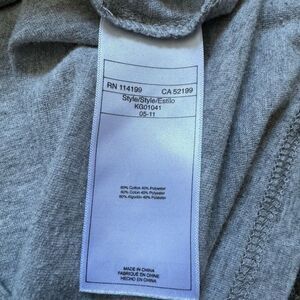 RN 114199 CA 52199
Style/Style/Estilo
KG01041
05-11
60% Cotton 40% Polyester
60% Coton 40% Polyester
60% Algodón 40% Poliéster
MADE IN CHINA
FABRIQUÉ EN CHINE
HECHO EN CHINA